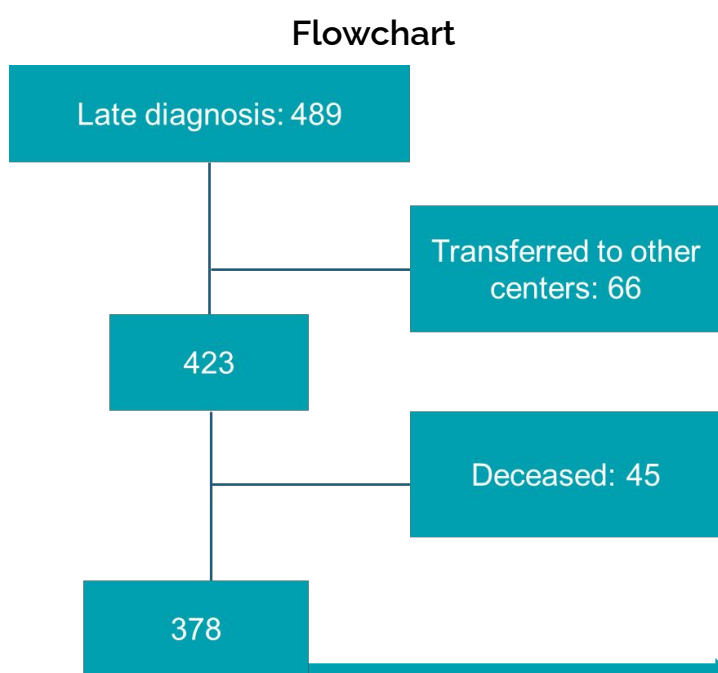 Flowchart
Late diagnosis: 489
Transferred to other
centers: 66
423
Deceased: 45
378